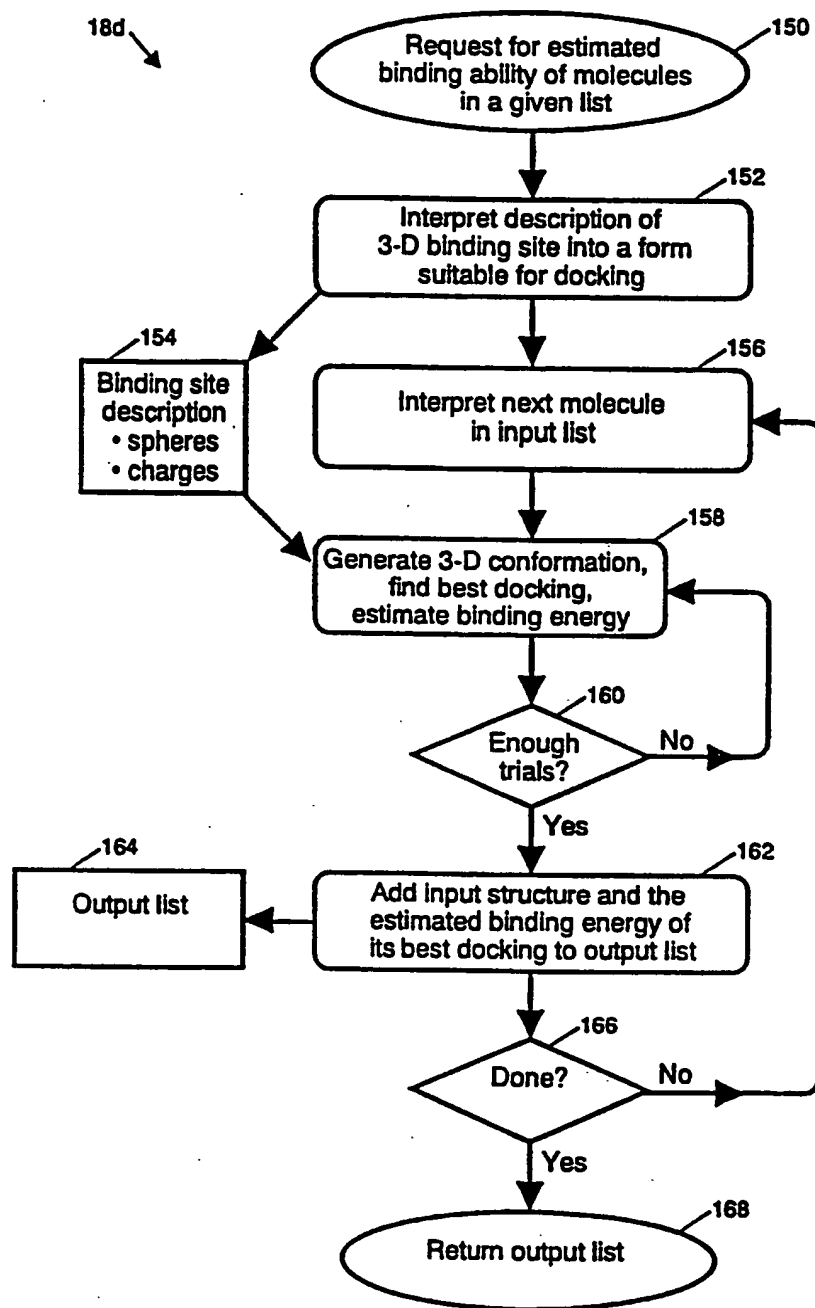 18d
150
Request for estimated
binding ability of molecules
in a given list
152
Interpret description of
3-D binding site into a form
suitable for docking
154
Binding site
description
• spheres
• charges
156
Interpret next molecule
in input list
158
Generate 3-D conformation,
find best docking,
estimate binding energy
160
Enough
trials?
No
Yes
162
Add input structure and the
estimated binding energy of
its best docking to output list
164
Output list
166
Done?
No
Yes
168
Return output list